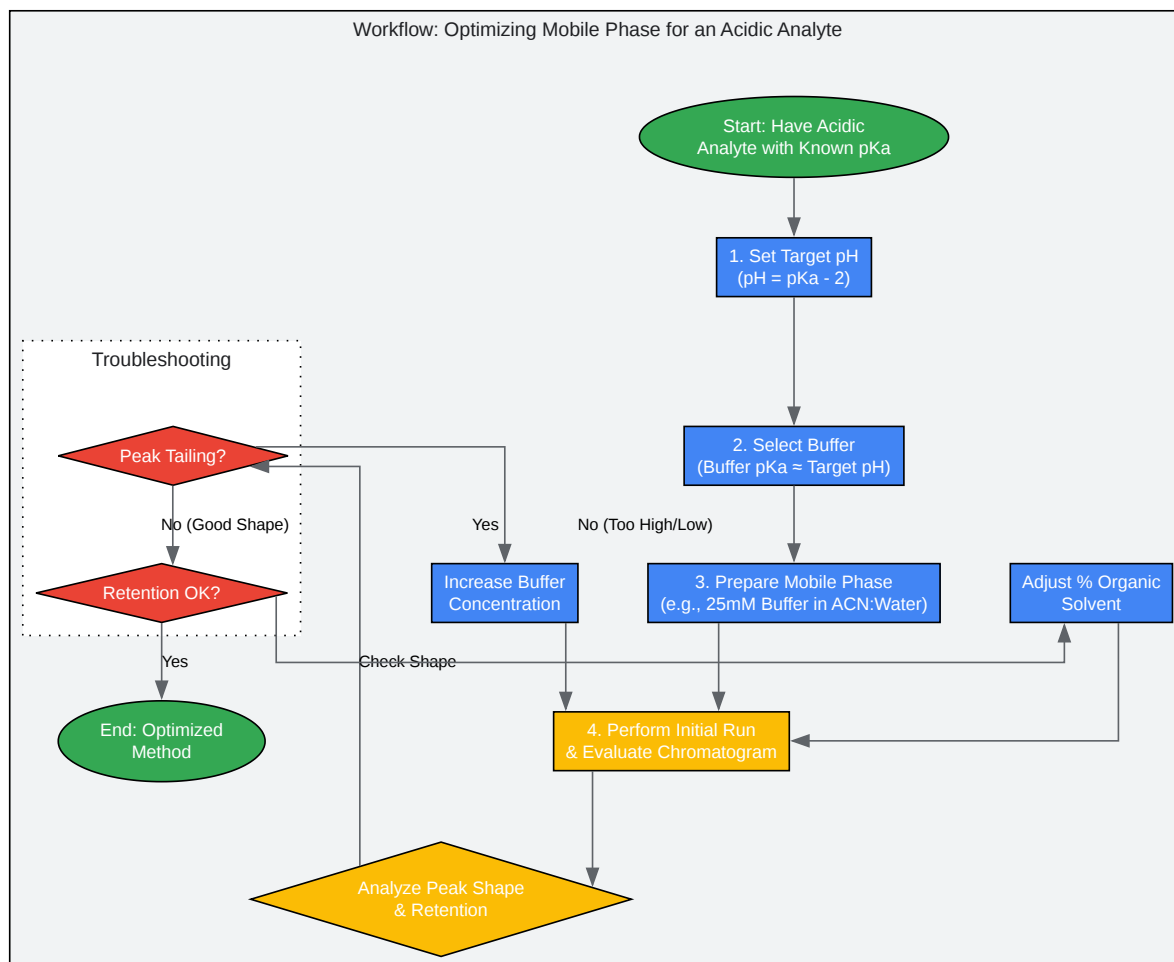 Workflow: Optimizing Mobile Phase for an Acidic Analyte
Start: Have Acidic
Analyte with Known pKa
1. Set Target pH
(pH = pKa - 2)
Troubleshooting
Peak Tailing?
2. Select Buffer
(Buffer pKa ≈ Target pH)
No (Good Shape)
Yes
No (Too High/Low)
Retention OK?
Increase Buffer
Concentration
3. Prepare Mobile Phase
(e.g., 25mM Buffer in ACN:Water)
Adjust % Organic
Solvent
Yes
Check Shape
End: Optimized
Method
4. Perform Initial Run
& Evaluate Chromatogram
Analyze Peak Shape
& Retention